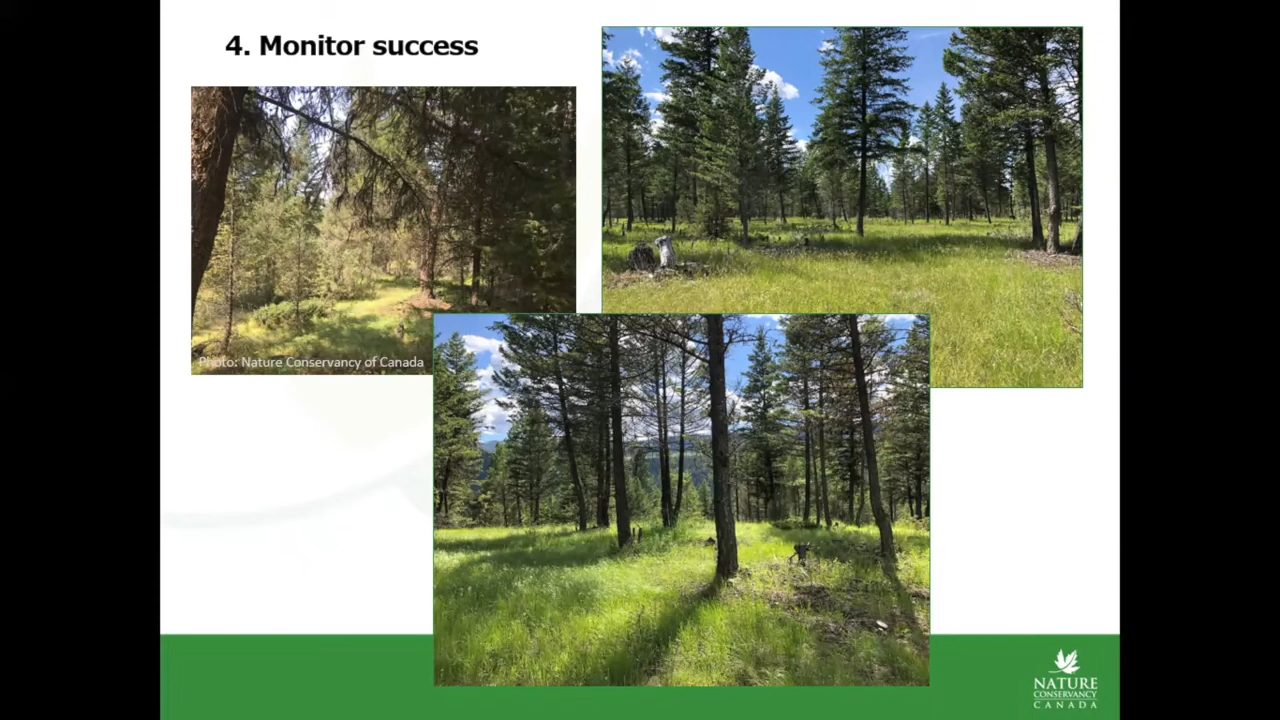 4. Monitor success
Photo: Nature Conservancy of Canada
NATURE
CONSERVANCY
CANADA